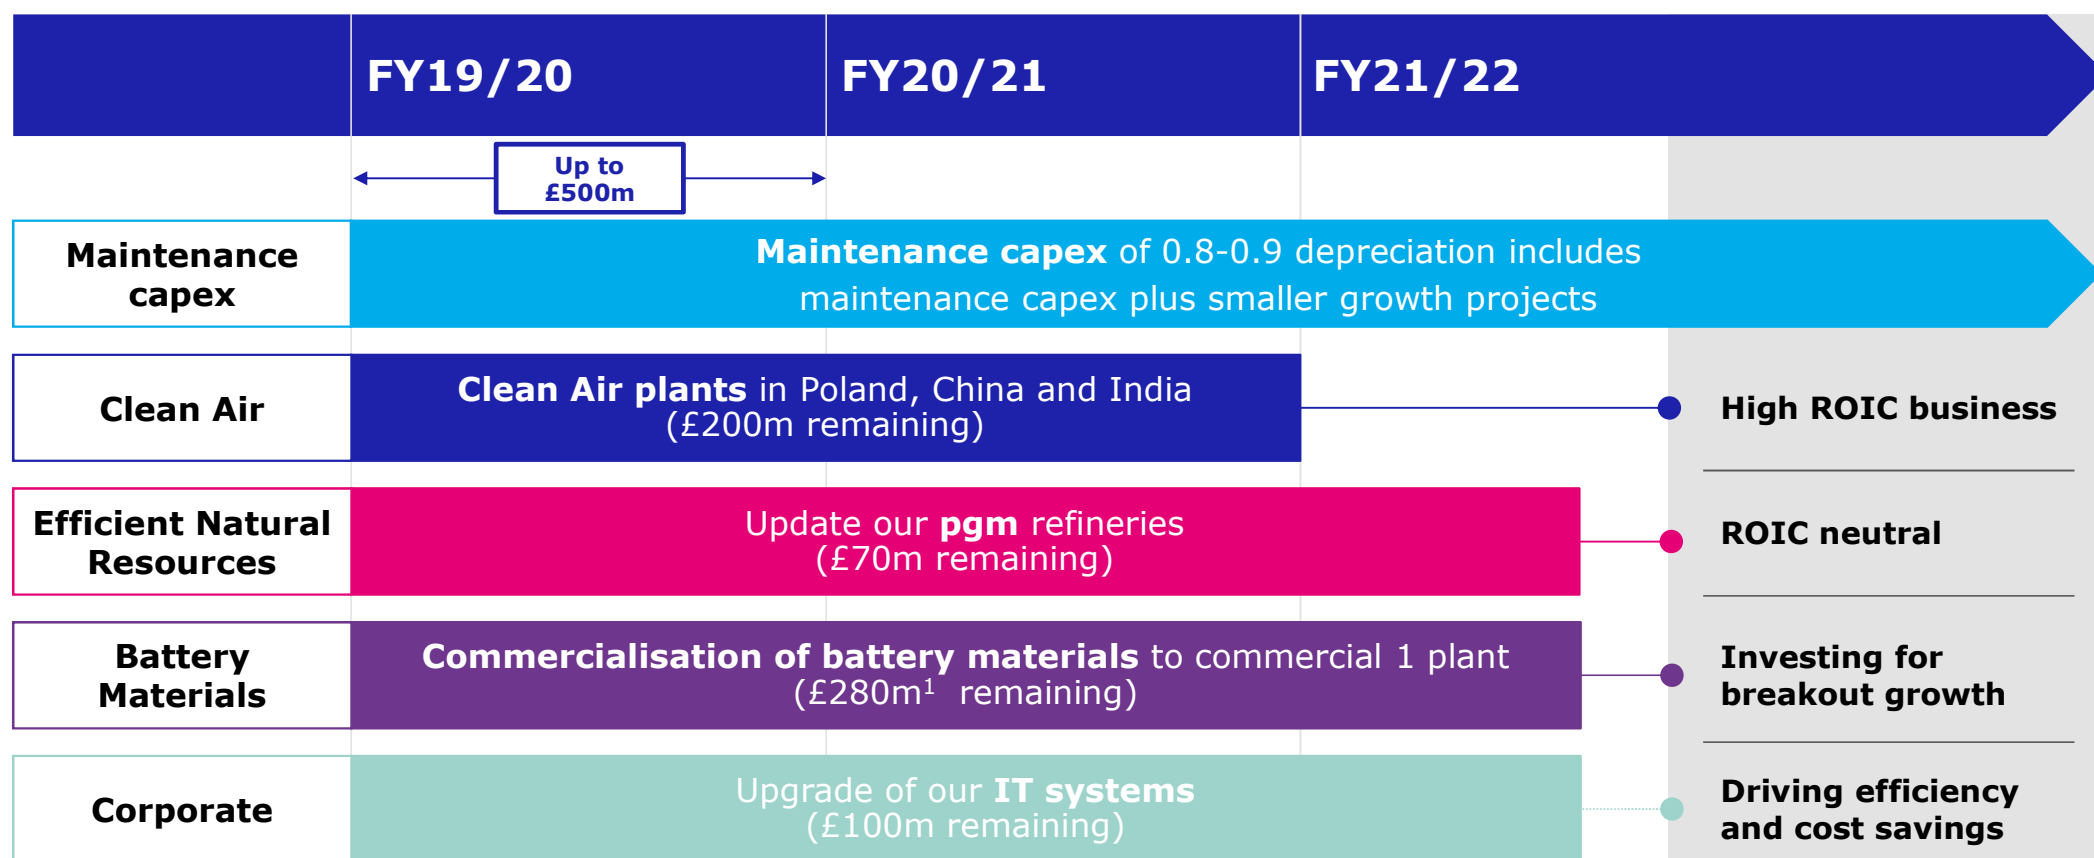 FY19/20
FY20/21
FY21/22
Up to
£500m
Maintenance
capex
Maintenance capex of 0.8-0.9 depreciation includes
maintenance capex plus smaller growth projects
Clean Air
Clean Air plants in Poland, China and India
(£200m remaining)
High ROIC business
Efficient Natural
Resources
Update our pgm refineries
(£70m remaining)
ROIC neutral
Battery
Materials
Commercialisation of battery materials to commercial 1 plant
(£280m¹ remaining)
Investing for
breakout growth
Corporate
Upgrade of our IT systems
(£100m remaining)
Driving efficiency
and cost savings